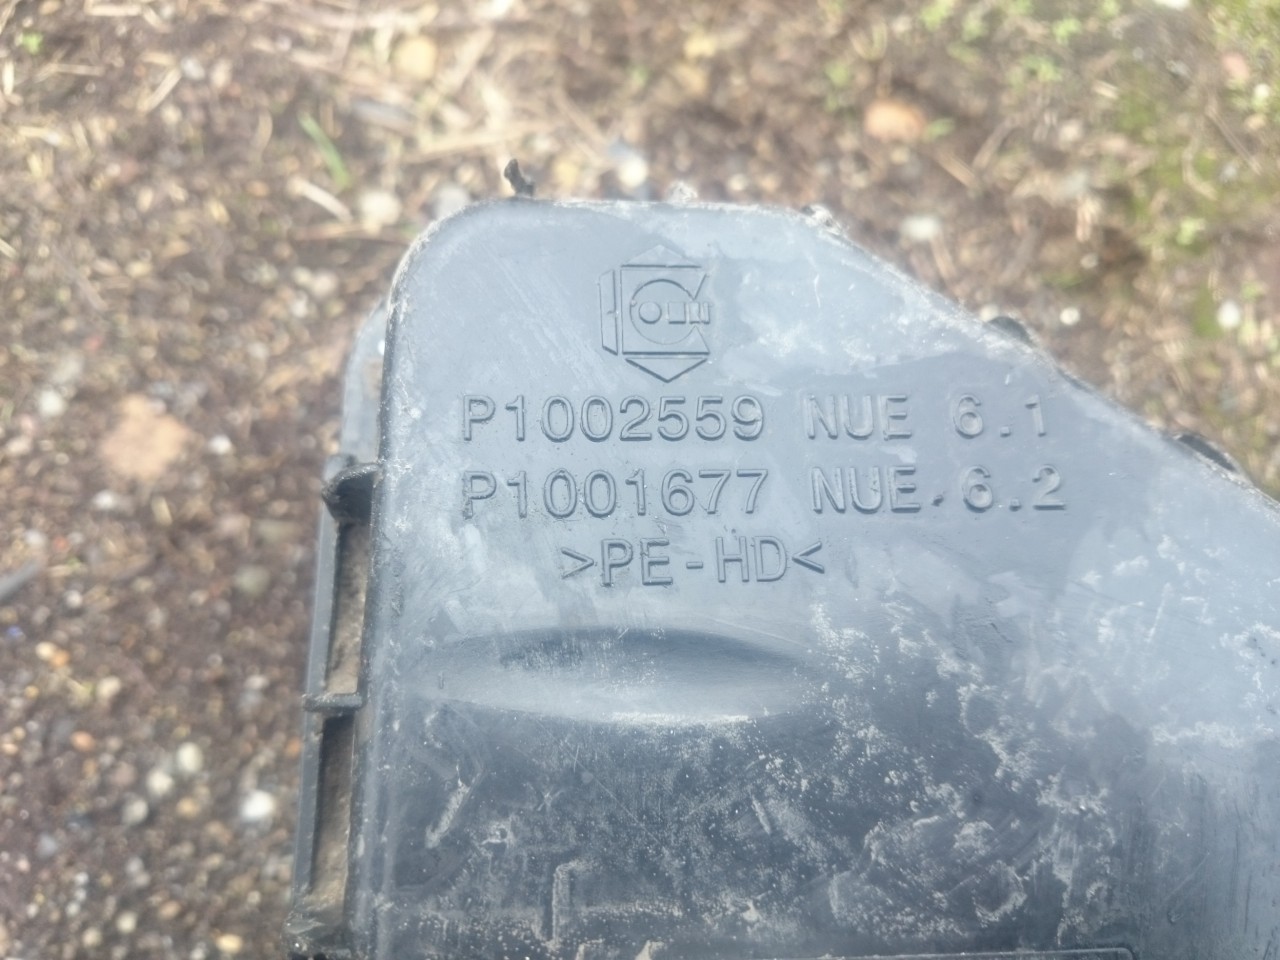 P1002559 NUE 6.1
P1001677 NUE 6.2
>PE-HD<